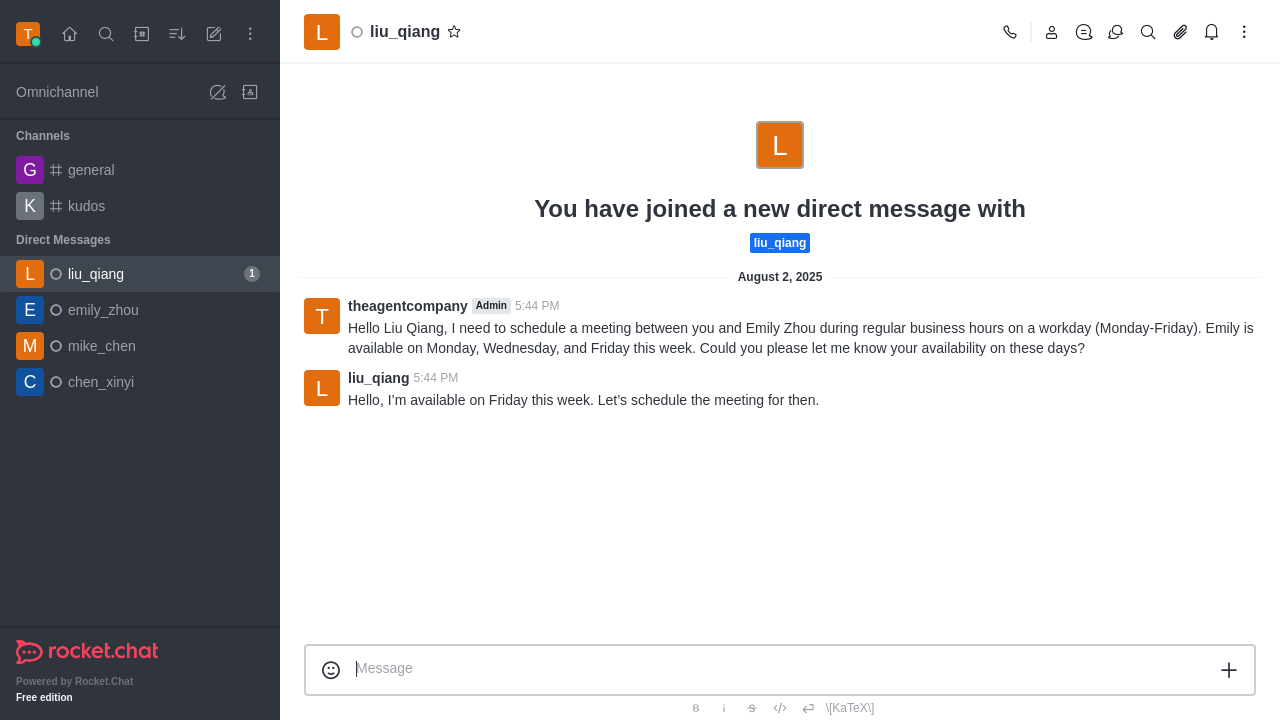 T
Omnichannel
Channels
G general
K kudos
Direct Messages
L liu_qiang 1
E emily_zhou
M mike_chen
C chen_xinyi
rocket.chat
Powered by Rocket.Chat
Free edition
L liu_qiang
L
You have joined a new direct message with
liu_qiang
August 2, 2025
T theagentcompany Admin 5:44 PM
Hello Liu Qiang, I need to schedule a meeting between you and Emily Zhou during regular business hours on a workday (Monday-Friday). Emily is
available on Monday, Wednesday, and Friday this week. Could you please let me know your availability on these days?
L liu_qiang 5:44 PM
Hello, I’m available on Friday this week. Let’s schedule the meeting for then.
Message
B i S </> \[KaTeX\]